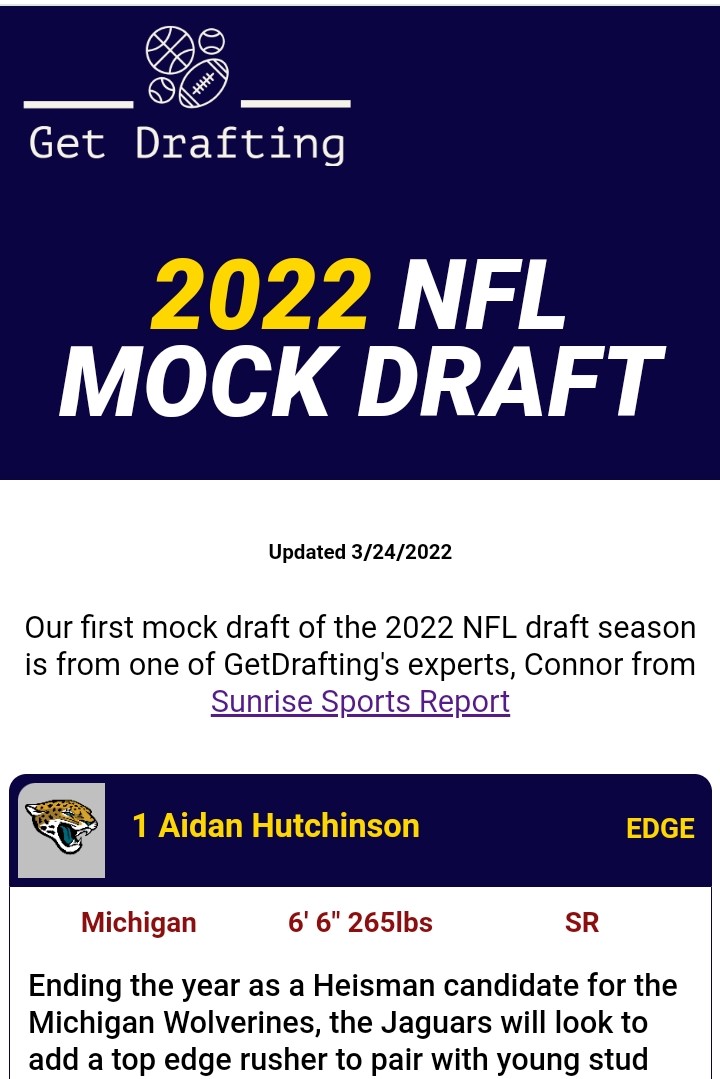 Get Drafting
2022 NFL
MOCK DRAFT
Updated 3/24/2022
Our first mock draft of the 2022 NFL draft season
is from one of GetDrafting's experts, Connor from
Sunrise Sports Report
1 Aidan Hutchinson EDGE
Michigan 6' 6" 265lbs SR
Ending the year as a Heisman candidate for the
Michigan Wolverines, the Jaguars will look to
add a top edge rusher to pair with young stud